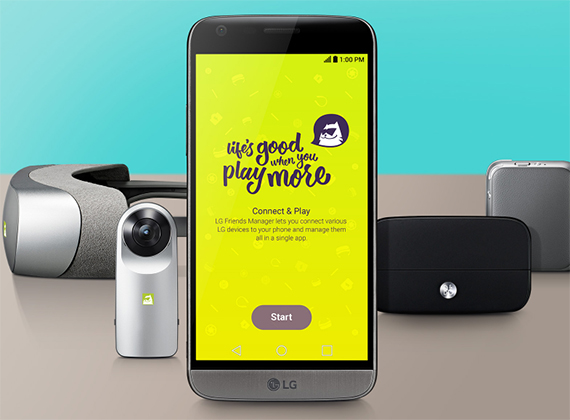 1:00 PM
life's good
when you
play more
Connect & Play
LG Friends Manager lets you connect various
LG devices to your phone and manage them
all in a single app.
Start
LG